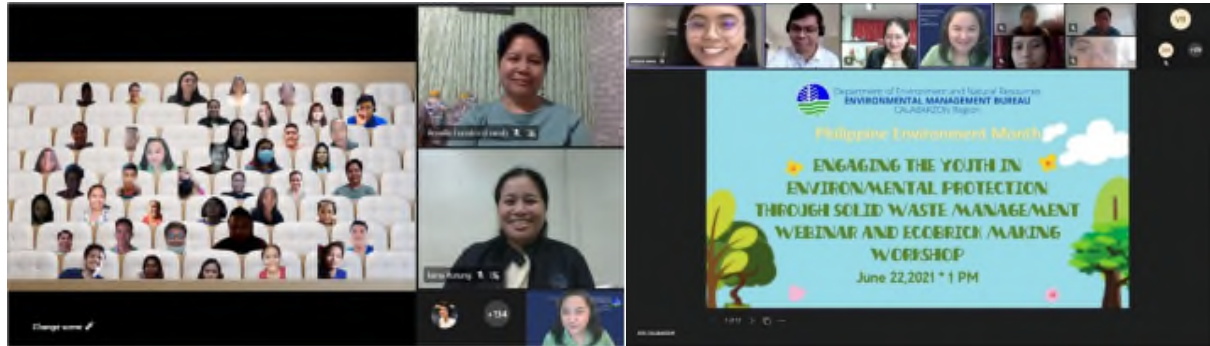 Change scene
+134
Department of Environment and Natural Resources
ENVIRONMENTAL MANAGEMENT BUREAU
CALABARZON Region
Philippine Environment Month
ENGAGING THE YOUTH IN
ENVIRONMENTAL PROTECTION
THROUGH SOLID WASTE MANAGEMENT
WEBINAR AND ECOBRICK MAKING
WORKSHOP
June 22,2021 * 1 PM